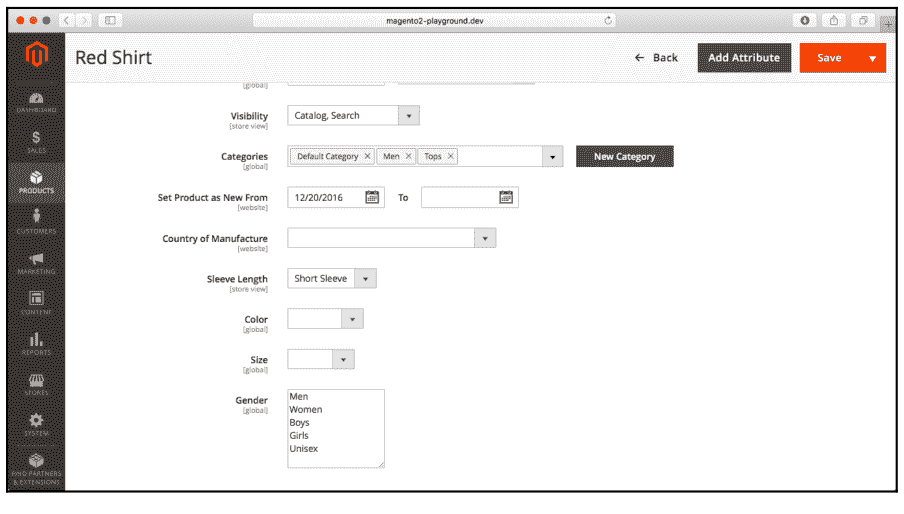 magento2-playground.dev
Red Shirt
← Back
Add Attribute
Save
[global]
Visibility
[store view]
Catalog, Search
Categories
[global]
Default Category ×
Men ×
Tops ×
New Category
Set Product as New From
[website]
12/20/2016
To
Country of Manufacture
[website]
Sleeve Length
[store view]
Short Sleeve
Color
[global]
Size
[global]
Gender
[global]
Men
Women
Boys
Girls
Unisex
DASHBOARD
$
SALES
PRODUCTS
CUSTOMERS
MARKETING
CONTENT
REPORTS
STORES
SYSTEM
FIND PARTNERS
& EXTENSIONS